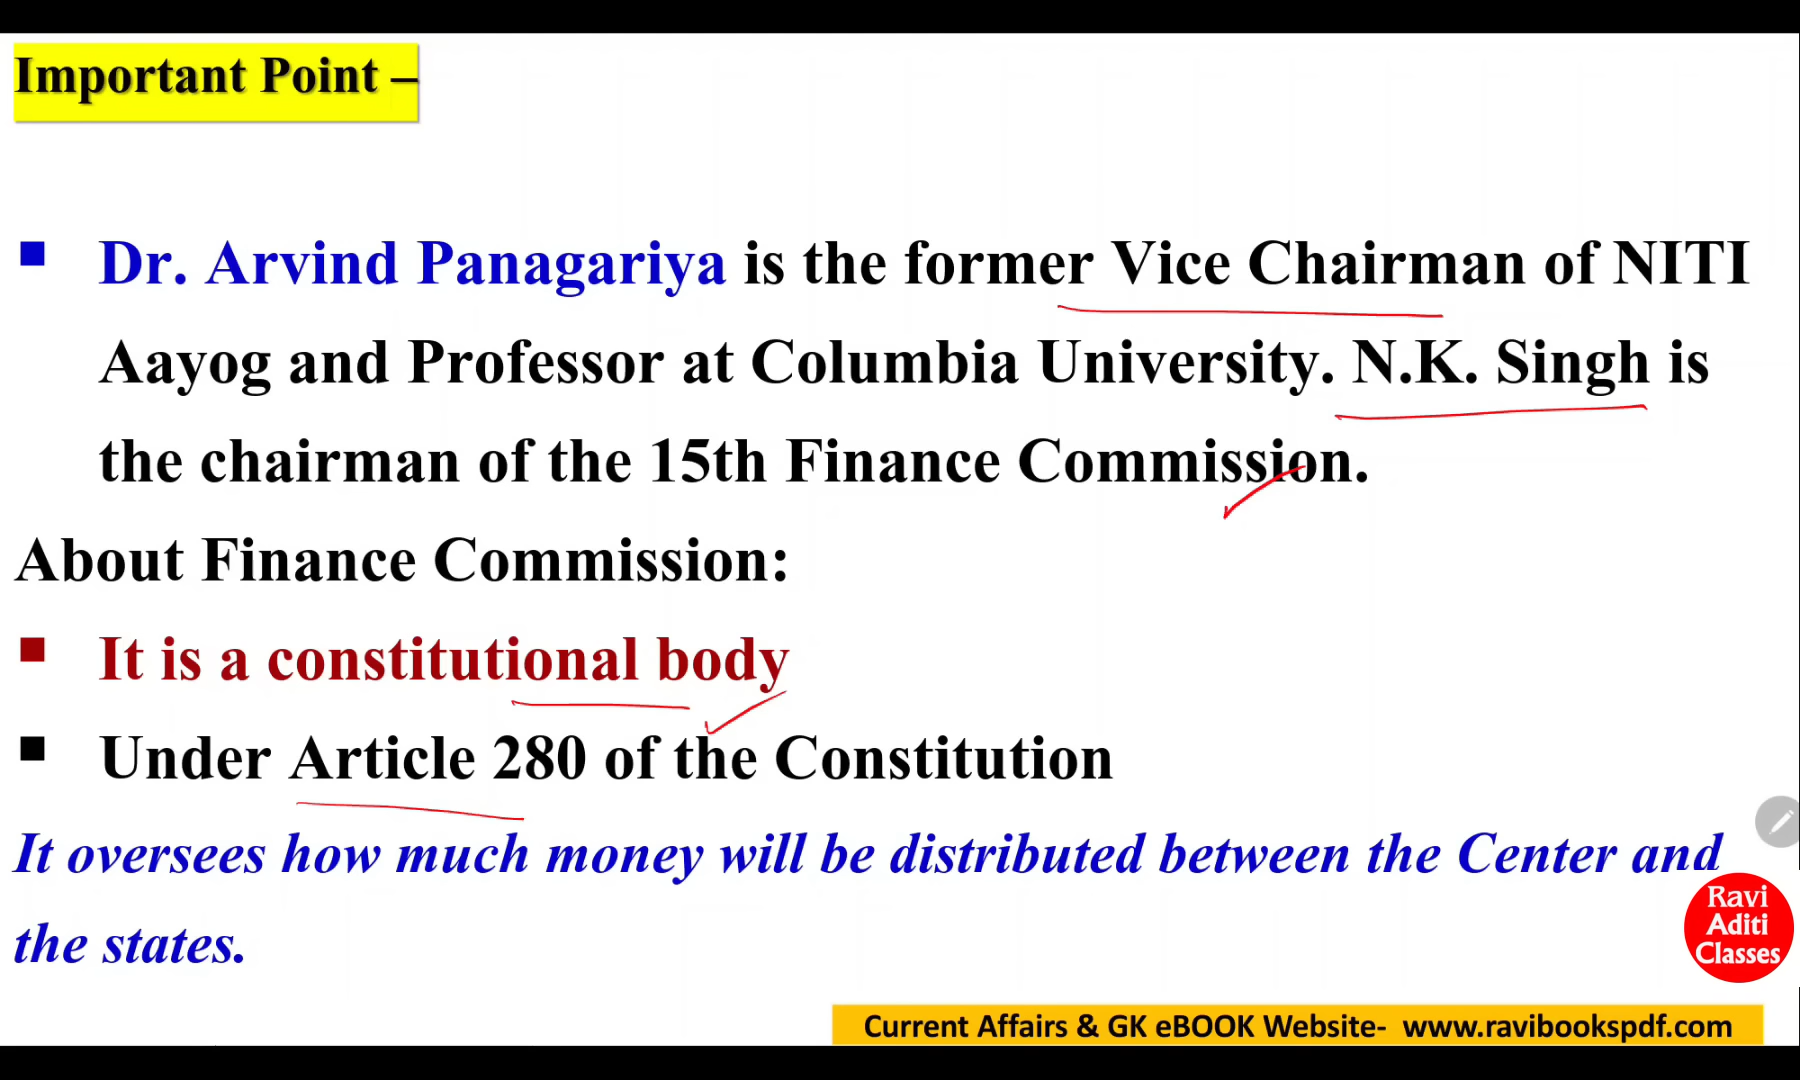 Important Point –
▪ Dr. Arvind Panagariya is the former Vice Chairman of NITI
Aayog and Professor at Columbia University. N.K. Singh is
the chairman of the 15th Finance Commission.
About Finance Commission:
▪ It is a constitutional body
▪ Under Article 280 of the Constitution
It oversees how much money will be distributed between the Center and
the states.
Ravi
Aditi
Classes
Current Affairs & GK eBOOK Website- www.ravibookspdf.com